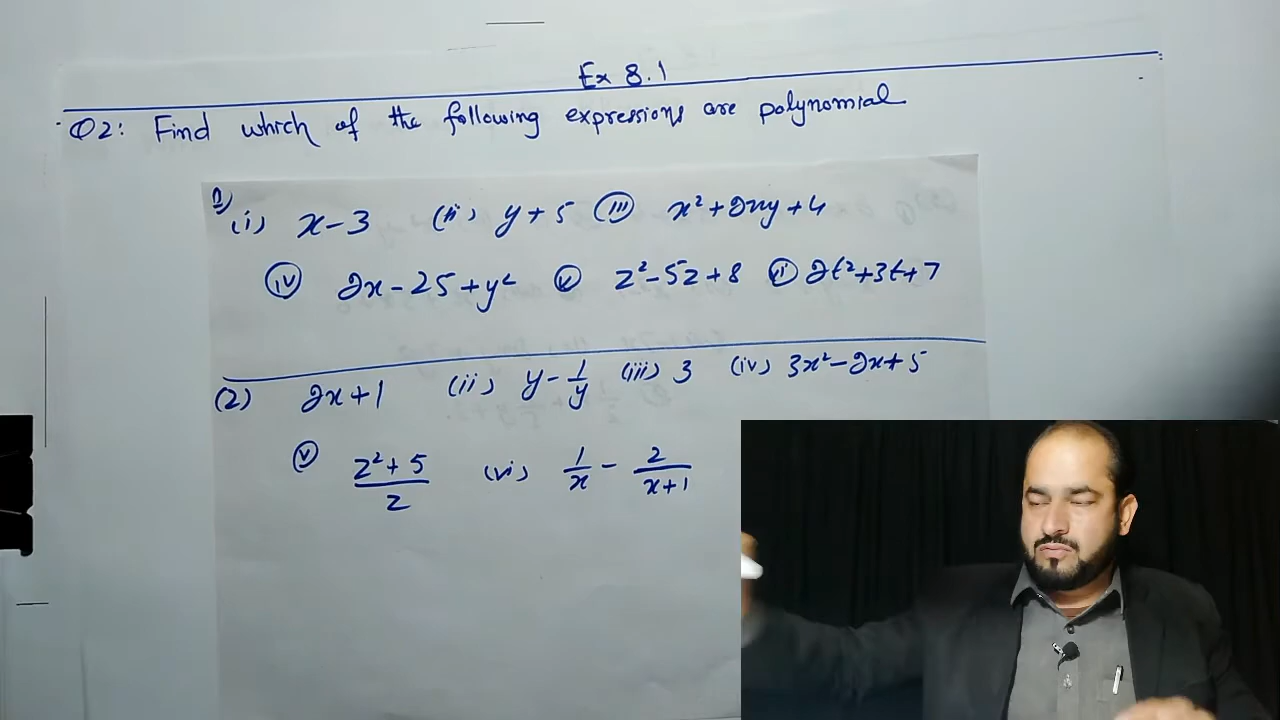 Ex 8.1
Q2: Find which of the following expressions are polynomial
1) (i) x-3 (ii) y+5 (iii) x²+2xy+4
(iv) 2x-25+y² (v) z²-5z+8 (vi) 2t²+3t+7
(2) 2x+1 (ii) y-1/y (iii) 3 (iv) 3x²-2x+5
(v) z²+5/z (vi) 1/x - 2/x+1